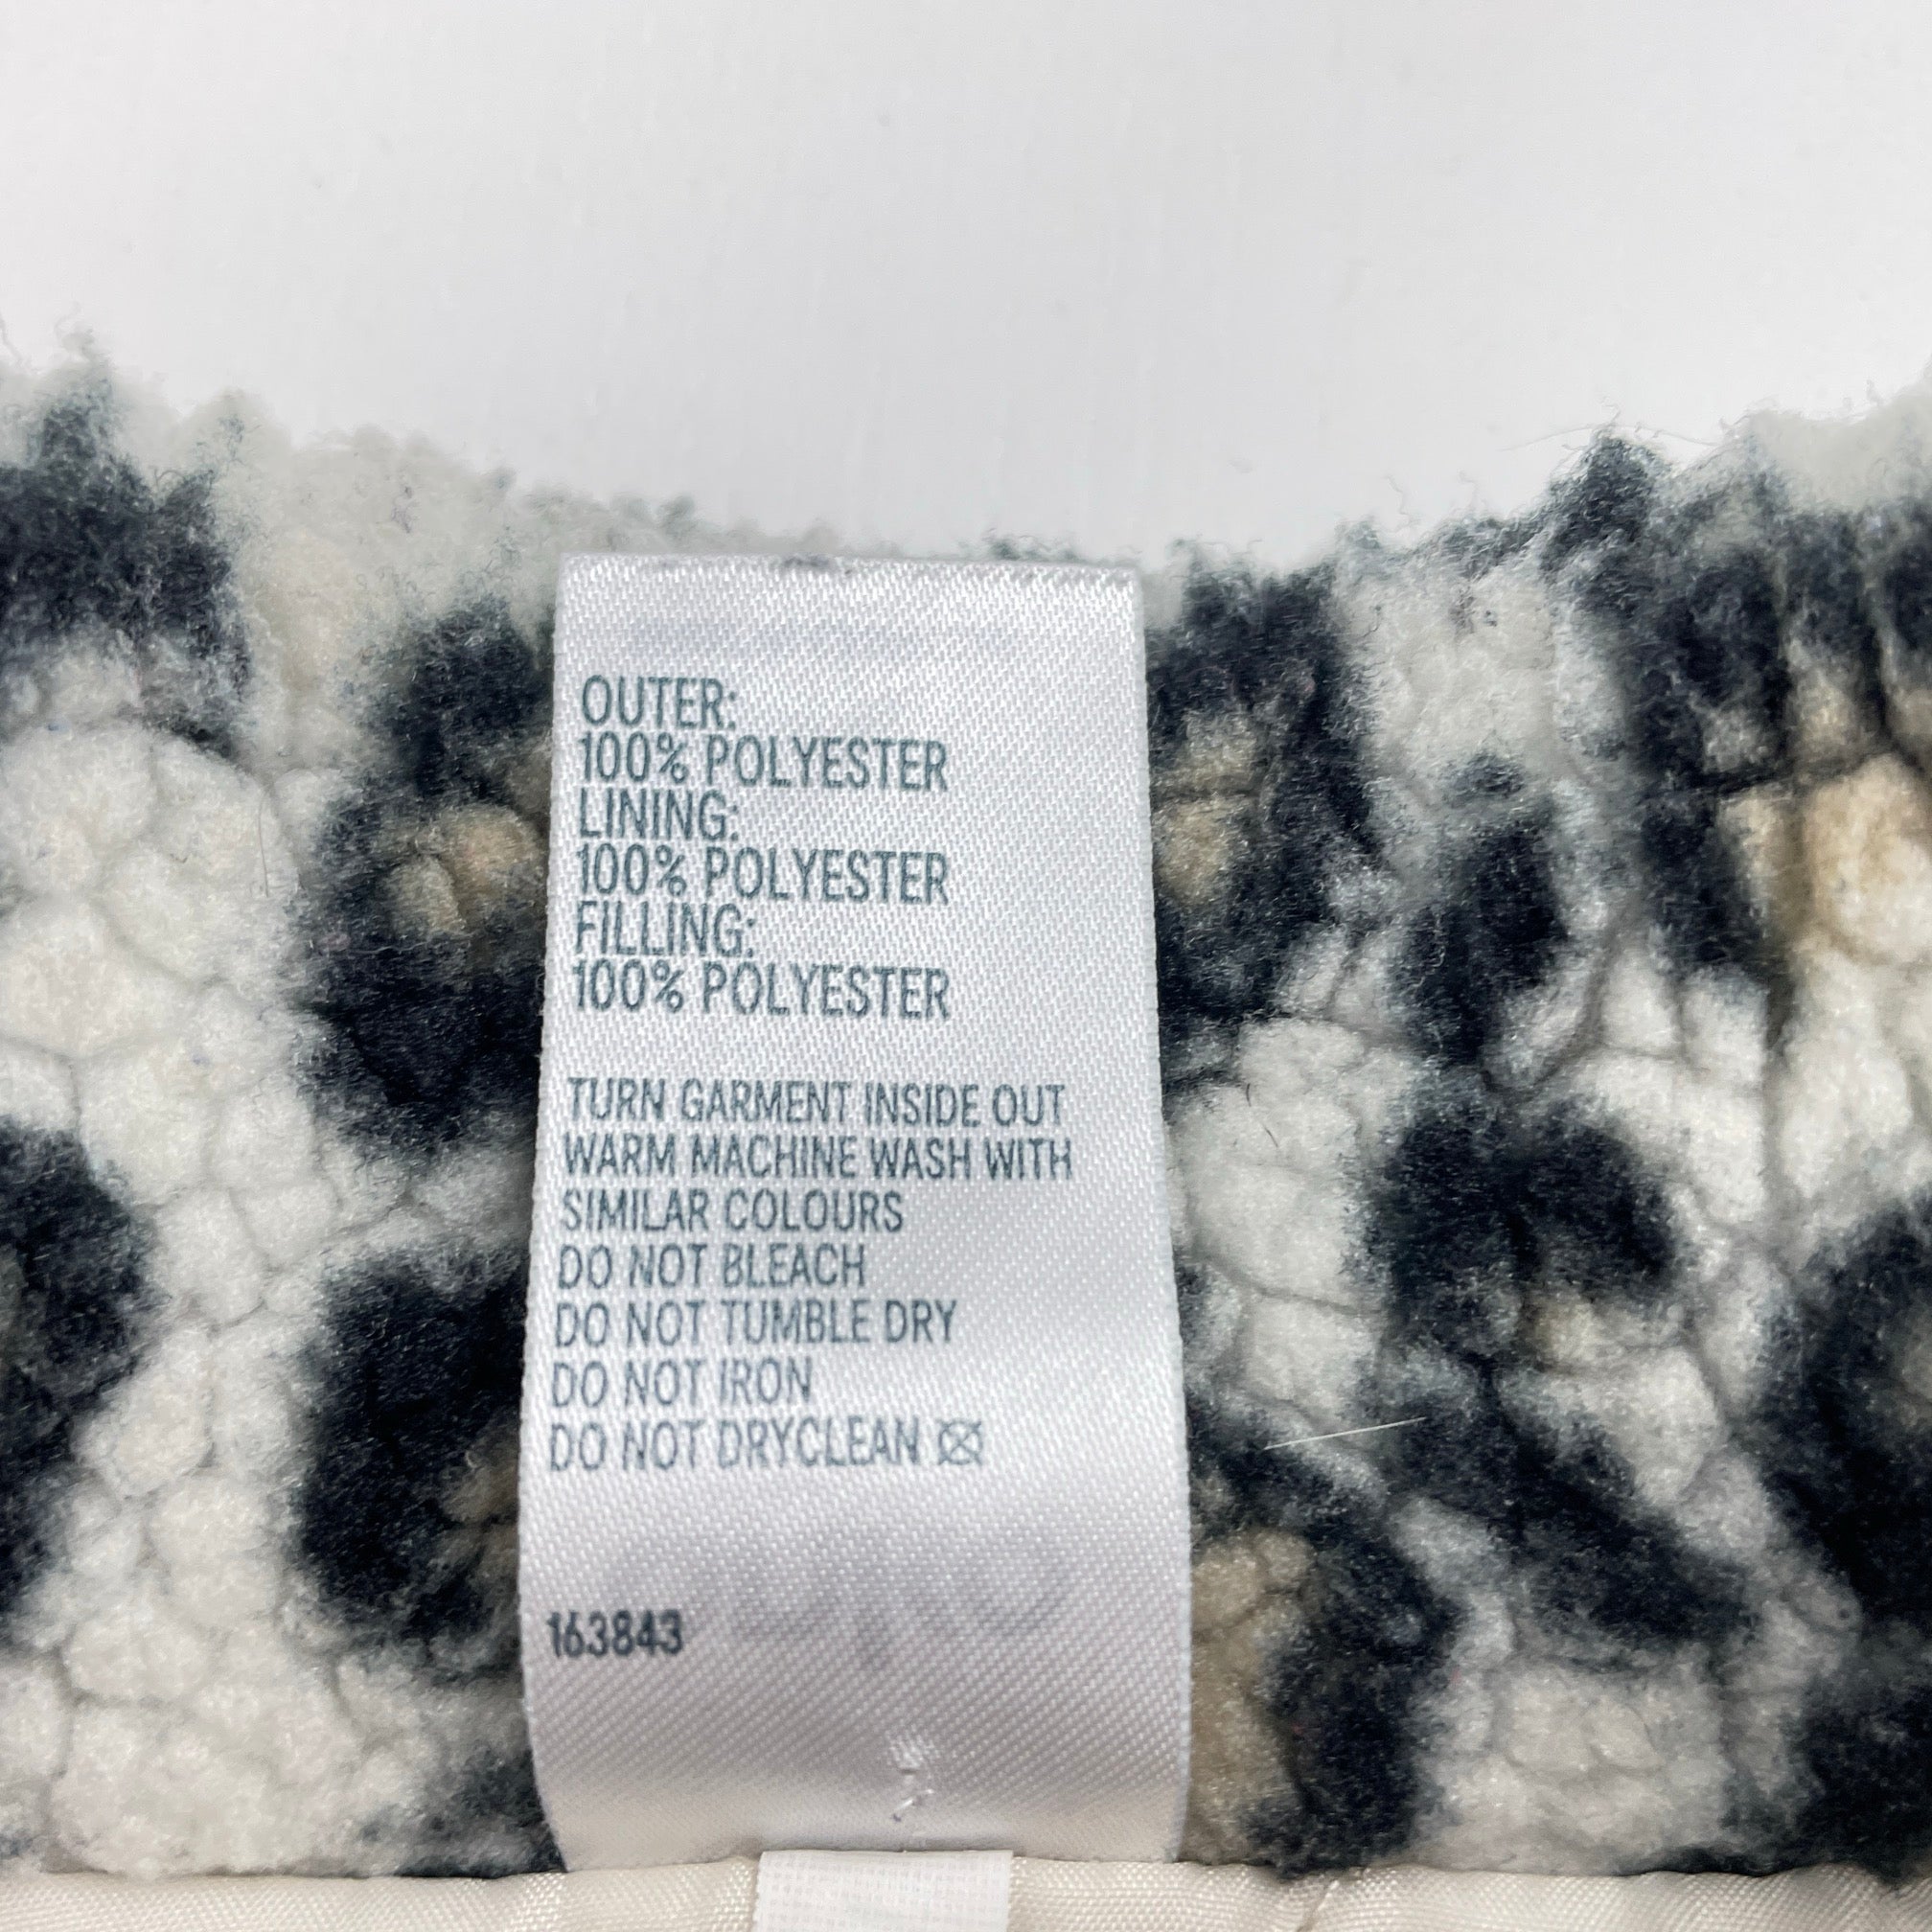 OUTER:
100% POLYESTER
LINING:
100% POLYESTER
FILLING:
100% POLYESTER
TURN GARMENT INSIDE OUT
WARM MACHINE WASH WITH
SIMILAR COLOURS
DO NOT BLEACH
DO NOT TUMBLE DRY
DO NOT IRON
DO NOT DRYCLEAN
163843